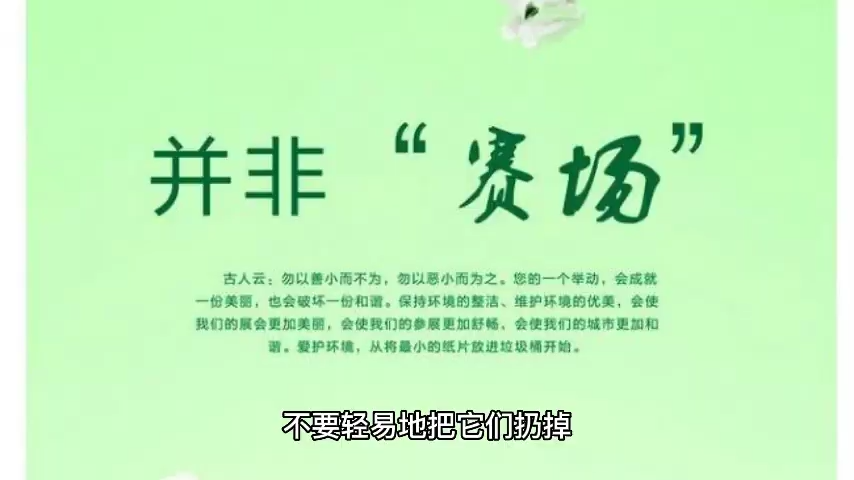 并非“赛场”
古人云：勿以善小而不为，勿以恶小而为之。您的一个举动，会成就
一份美丽，也会破坏一份和谐。保持环境的整洁、维护环境的优美，会使
我们的展会更加美丽，会使我们的参展更加舒畅，会使我们的城市更加和
谐。爱护环境，从将最小的纸片放进垃圾桶开始。
不要轻易地把它们扔掉